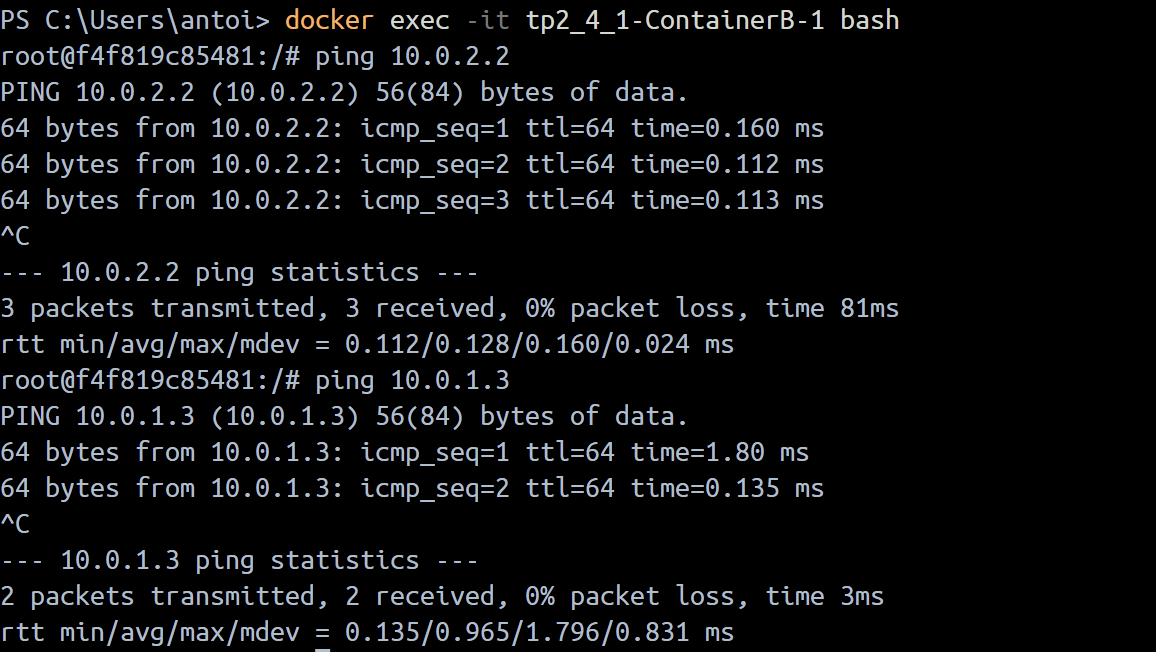 PS C:\Users\antoi> docker exec -it tp2_4_1-ContainerB-1 bash
root@f4f819c85481:/# ping 10.0.2.2
PING 10.0.2.2 (10.0.2.2) 56(84) bytes of data.
64 bytes from 10.0.2.2: icmp_seq=1 ttl=64 time=0.160 ms
64 bytes from 10.0.2.2: icmp_seq=2 ttl=64 time=0.112 ms
64 bytes from 10.0.2.2: icmp_seq=3 ttl=64 time=0.113 ms
^C
--- 10.0.2.2 ping statistics ---
3 packets transmitted, 3 received, 0% packet loss, time 81ms
rtt min/avg/max/mdev = 0.112/0.128/0.160/0.024 ms
root@f4f819c85481:/# ping 10.0.1.3
PING 10.0.1.3 (10.0.1.3) 56(84) bytes of data.
64 bytes from 10.0.1.3: icmp_seq=1 ttl=64 time=1.80 ms
64 bytes from 10.0.1.3: icmp_seq=2 ttl=64 time=0.135 ms
^C
--- 10.0.1.3 ping statistics ---
2 packets transmitted, 2 received, 0% packet loss, time 3ms
rtt min/avg/max/mdev = 0.135/0.965/1.796/0.831 ms